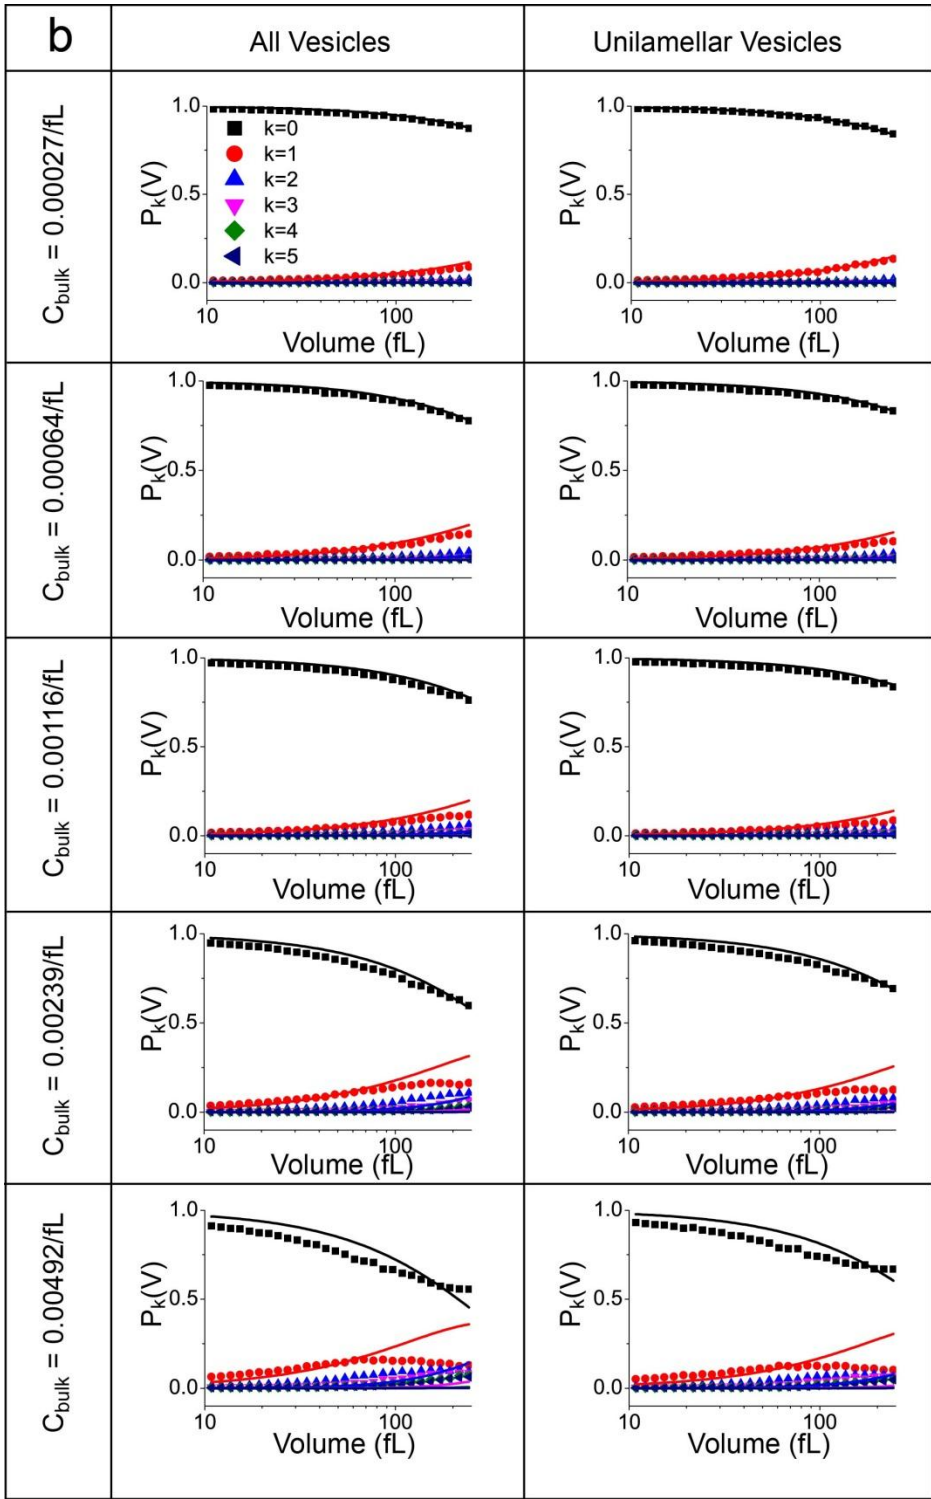 b
All Vesicles
Unilamellar Vesicles
C_bulk = 0.00027/fL
P_k(V)
1.0
0.5
0.0
k=0
k=1
k=2
k=3
k=4
k=5
10
100
Volume (fL)
P_k(V)
1.0
0.5
0.0
10
100
Volume (fL)
C_bulk = 0.00064/fL
P_k(V)
1.0
0.5
0.0
10
100
Volume (fL)
P_k(V)
1.0
0.5
0.0
10
100
Volume (fL)
C_bulk = 0.00116/fL
P_k(V)
1.0
0.5
0.0
10
100
Volume (fL)
P_k(V)
1.0
0.5
0.0
10
100
Volume (fL)
C_bulk = 0.00239/fL
P_k(V)
1.0
0.5
0.0
10
100
Volume (fL)
P_k(V)
1.0
0.5
0.0
10
100
Volume (fL)
C_bulk = 0.00492/fL
P_k(V)
1.0
0.5
0.0
10
100
Volume (fL)
P_k(V)
1.0
0.5
0.0
10
100
Volume (fL)